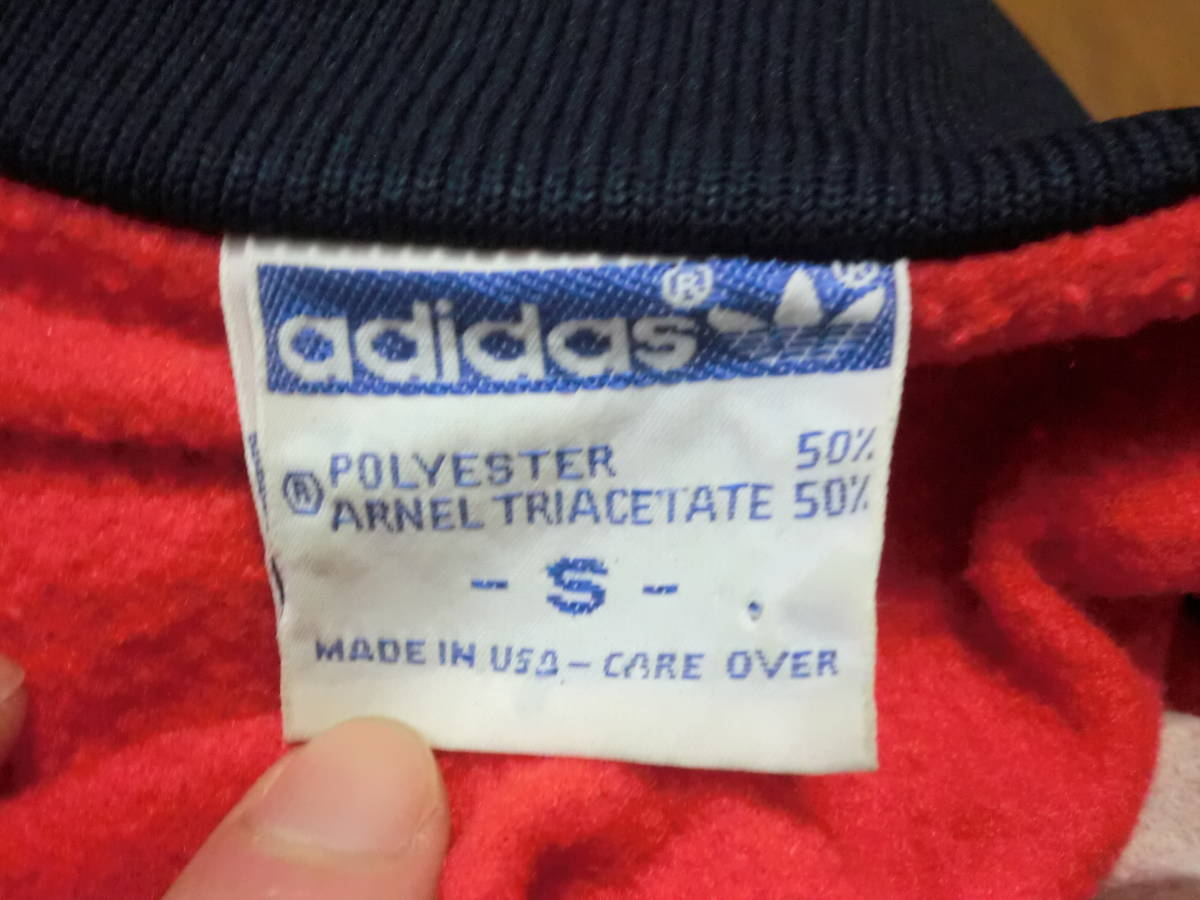 adidas® ®
POLYESTER 50%
® ARNEL TRIACETATE 50%
- S -
MADE IN USA - CARE OVER